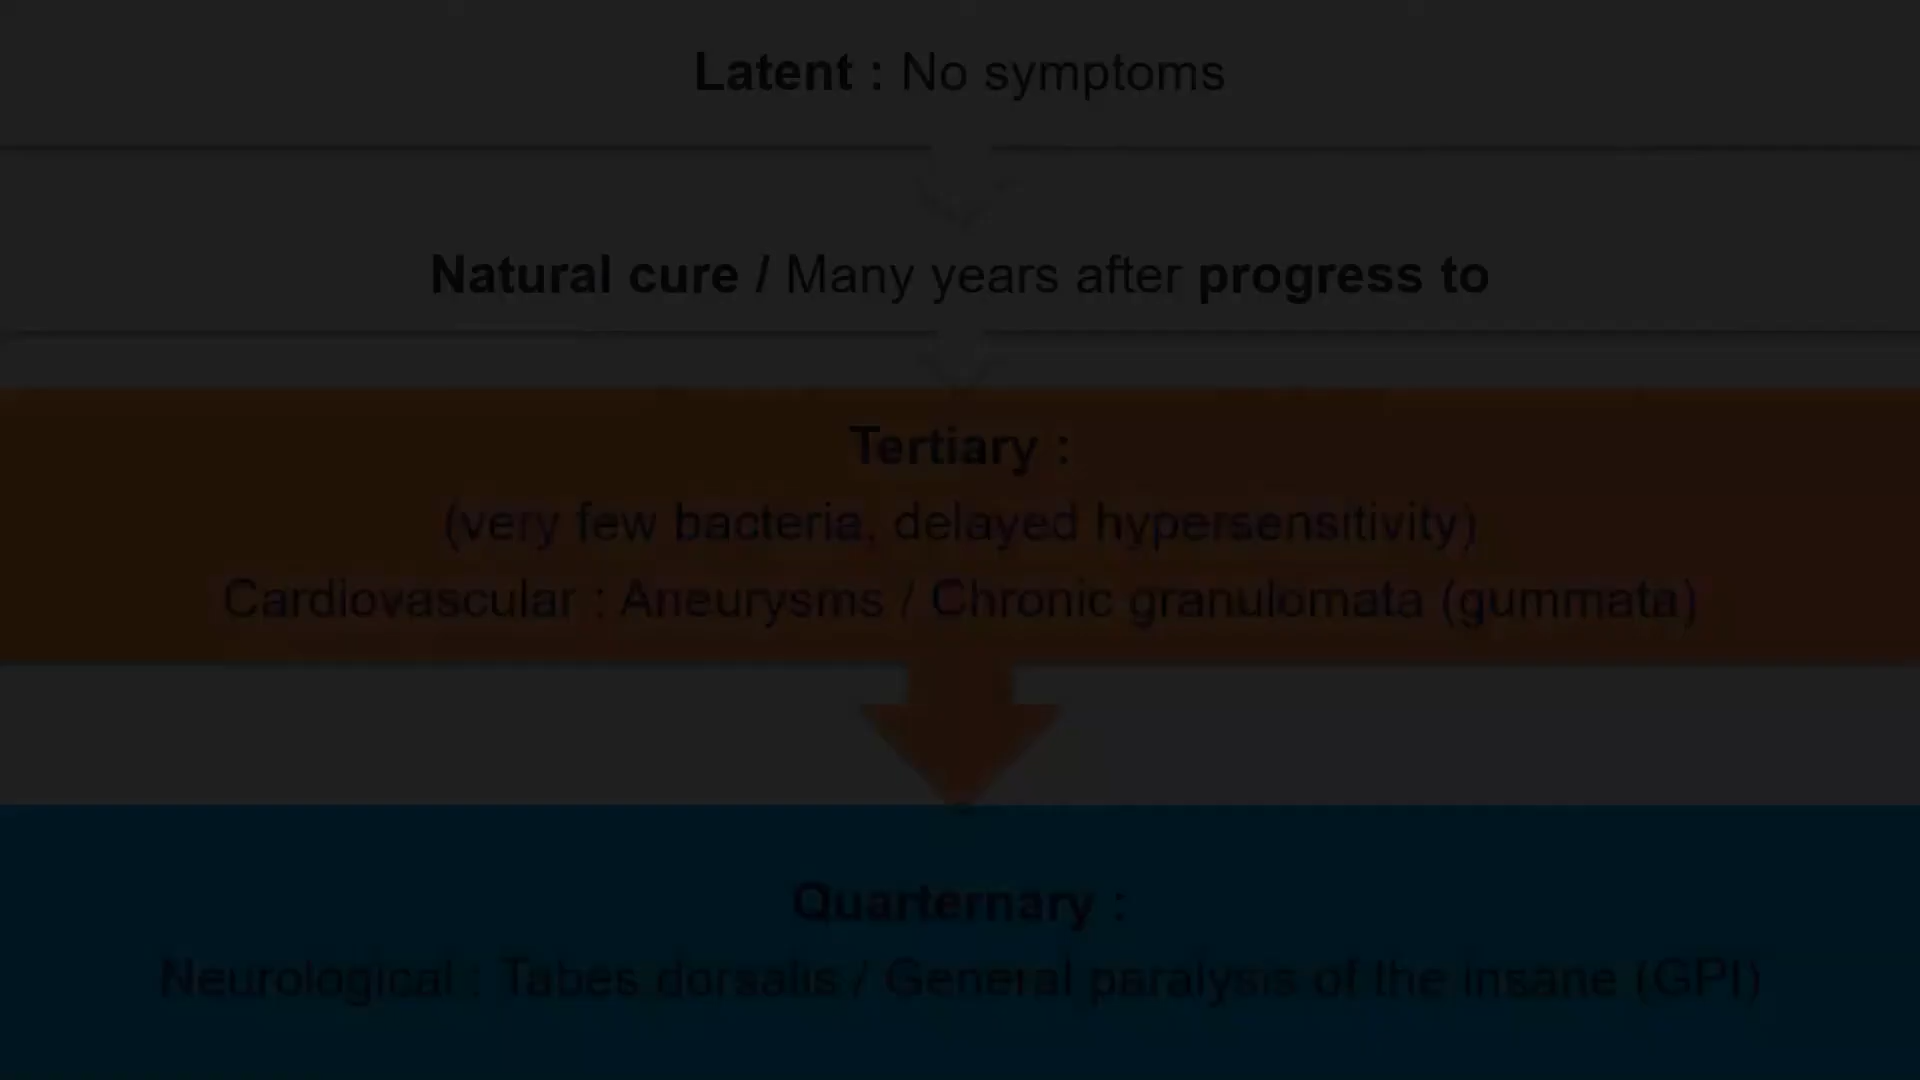 Latent : No symptoms
Natural cure / Many years after progress to
Tertiary :
(very few bacteria, delayed hypersensitivity)
Cardiovascular : Aneurysms / Chronic granulomata (gummata)
Quarternary :
Neurological : Tabes dorsalis / General paralysis of the insane (GPI)